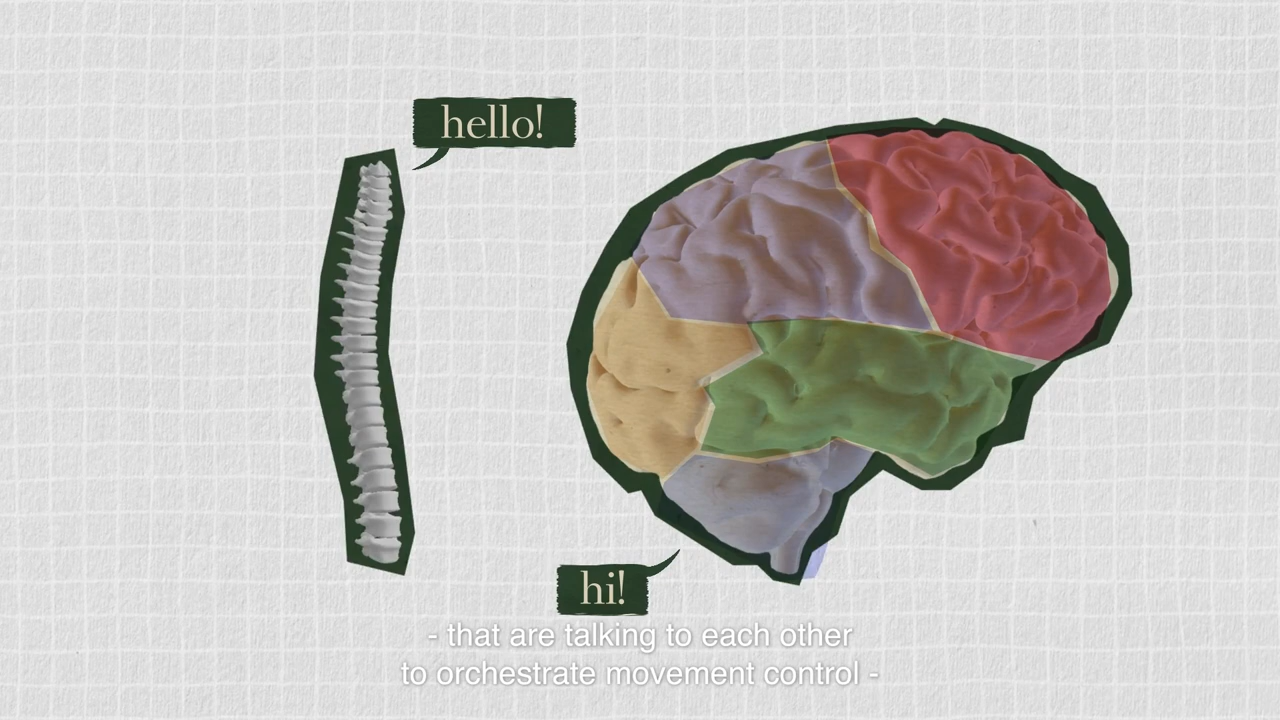 hello!
hi!
- that are talking to each other
to orchestrate movement control -